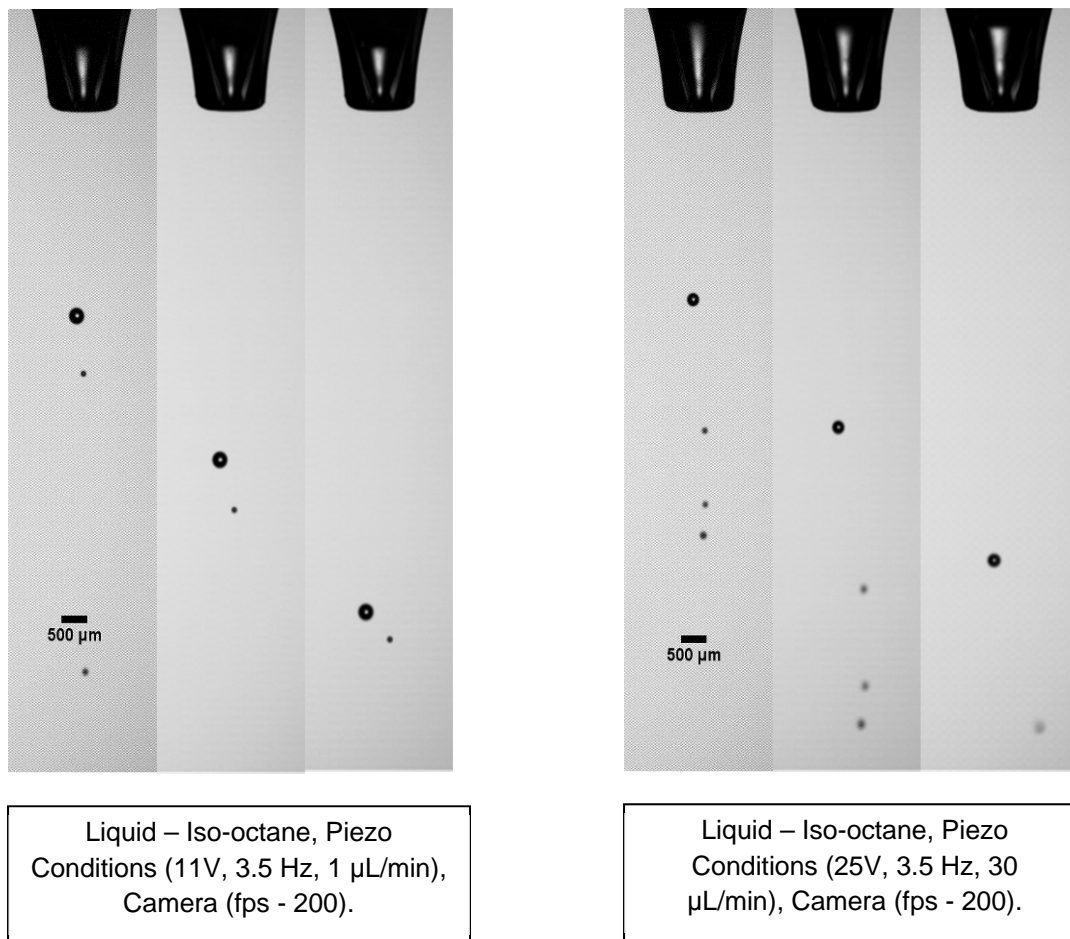 500 µm
500 µm
Liquid – Iso-octane, Piezo
Conditions (11V, 3.5 Hz, 1 µL/min),
Camera (fps - 200).
Liquid – Iso-octane, Piezo
Conditions (25V, 3.5 Hz, 30
µL/min), Camera (fps - 200).